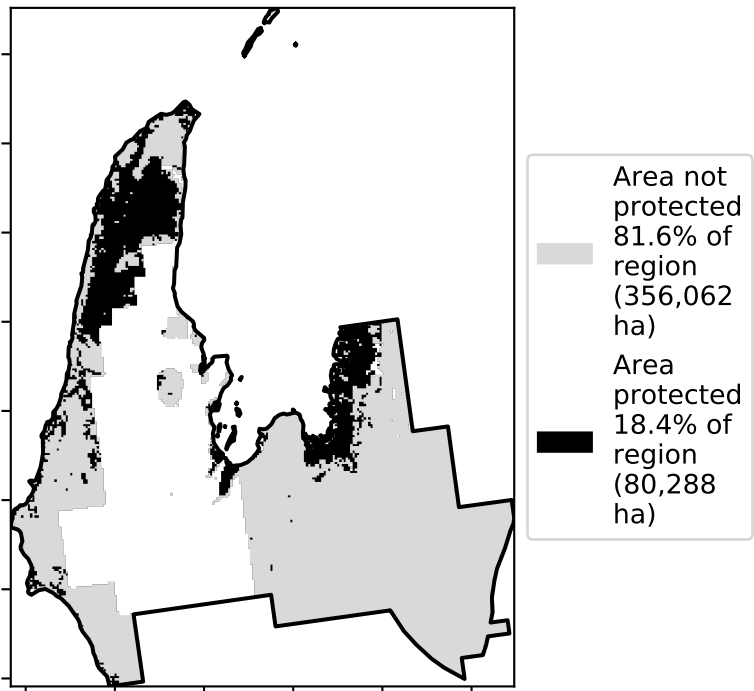 Area not
protected
81.6% of
region
(356,062
ha)
Area
protected
18.4% of
region
(80,288
ha)